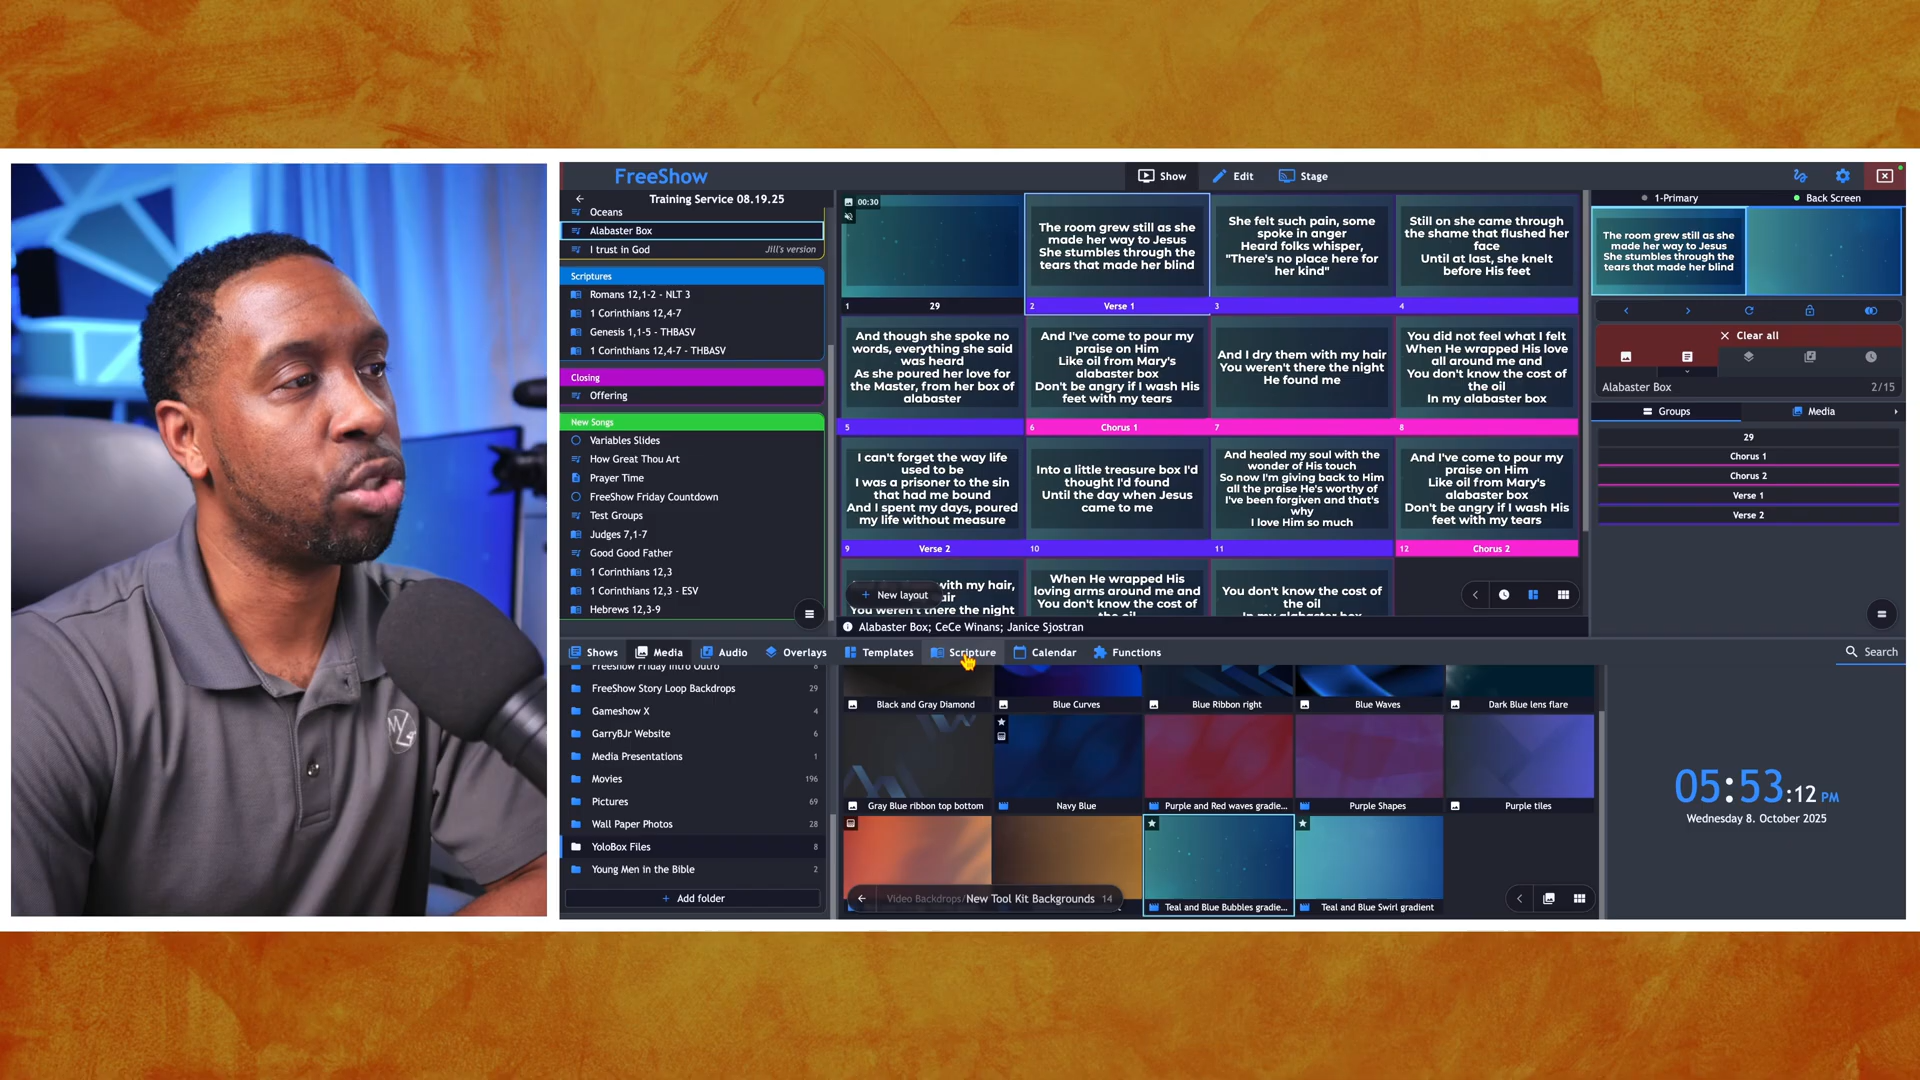 FreeShow
Show
Edit
Stage
Training Service 08.19.25
Oceans
Alabaster Box
I trust in God
Jill's version
Scriptures
Romans 12,1-2 - NLT 3
1 Corinthians 12,4-7
Genesis 1,1-5 - THBASV
1 Corinthians 12,4-7 - THBASV
Closing
Offering
New Songs
Variables Slides
How Great Thou Art
Prayer Time
FreeShow Friday Countdown
Test Groups
Judges 7,1-7
Good Good Father
1 Corinthians 12,3
1 Corinthians 12,3 - ESV
Hebrews 12,3-9
00:30
1
29
The room grew still as she
made her way to Jesus
She stumbles through the
tears that made her blind
2
Verse 1
She felt such pain, some
spoke in anger
Heard folks whisper,
"There's no place here for
her kind"
3
Still on she came through
the shame that flushed her
face
Until at last, she knelt
before His feet
4
And though she spoke no
words, everything she said
was heard
As she poured her love for
the Master, from her box of
alabaster
5
And I've come to pour my
praise on Him
Like oil from Mary's
alabaster box
Don't be angry if I wash His
feet with my tears
6
Chorus 1
And I dry them with my hair
You weren't there the night
He found me
7
You did not feel what I felt
When He wrapped His love
all around me and
You don't know the cost of
the oil
In my alabaster box
8
I can't forget the way life
used to be
I was a prisoner to the sin
that had me bound
And I spent my days, poured
my life without measure
9
Verse 2
Into a little treasure box I'd
thought I'd found
Until the day when Jesus
came to me
10
And healed my soul with the
wonder of His touch
So now I'm giving back to Him
all the praise He's worthy of
I've been forgiven and that's
why
I love Him so much
11
And I've come to pour my
praise on Him
Like oil from Mary's
alabaster box
Don't be angry if I wash His
feet with my tears
12
Chorus 2
with my hair,
You weren't there the night
When He wrapped His
loving arms around me and
You don't know the cost of
the oil
You don't know the cost of
the oil
In my alabaster box
+ New layout
Alabaster Box; CeCe Winans; Janice Sjostran
1-Primary
Back Screen
The room grew still as she
made her way to Jesus
She stumbles through the
tears that made her blind
Clear all
Alabaster Box
2/15
Groups
Media
29
Chorus 1
Chorus 2
Verse 1
Verse 2
Shows
Media
Audio
Overlays
Templates
Scripture
Calendar
Functions
Search
Freeshow Friday Intro Outro
8
FreeShow Story Loop Backdrops
29
Gameshow X
4
GarryBJr Website
6
Media Presentations
1
Movies
196
Pictures
69
Wall Paper Photos
28
YoloBox Files
8
Young Men in the Bible
2
+ Add folder
Black and Gray Diamond
Blue Curves
Blue Ribbon right
Blue Waves
Dark Blue lens flare
Gray Blue ribbon top bottom
Navy Blue
Purple and Red waves gradie...
Purple Shapes
Purple tiles
Video Backdrops/New Tool Kit Backgrounds 14
Teal and Blue Bubbles gradie...
Teal and Blue Swirl gradient
05:53:12 PM
Wednesday 8. October 2025